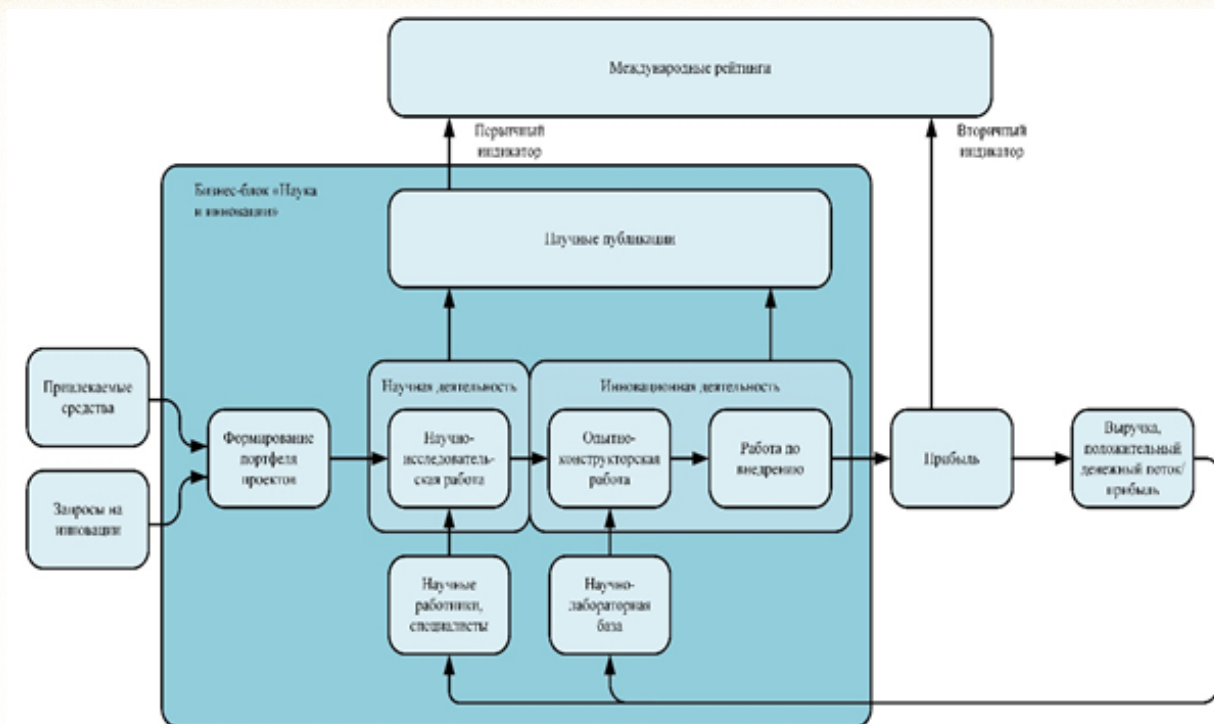 Международные рейтинги
Первичный
индикатор
Вторичный
индикатор
Бизнес-блок «Наука
и инновации»
Научные публикации
Привлекаемые
средства
Запросы на
инновации
Формирование
портфеля
проектов
Научная деятельность
Научно-
исследователь-
ская работа
Инновационная деятельность
Опытно-
конструкторская
работа
Работа по
внедрению
Прибыль
Выручка,
положительный
денежный поток/
прибыль
Научные
работники,
специалисты
Научно-
лабораторная
база